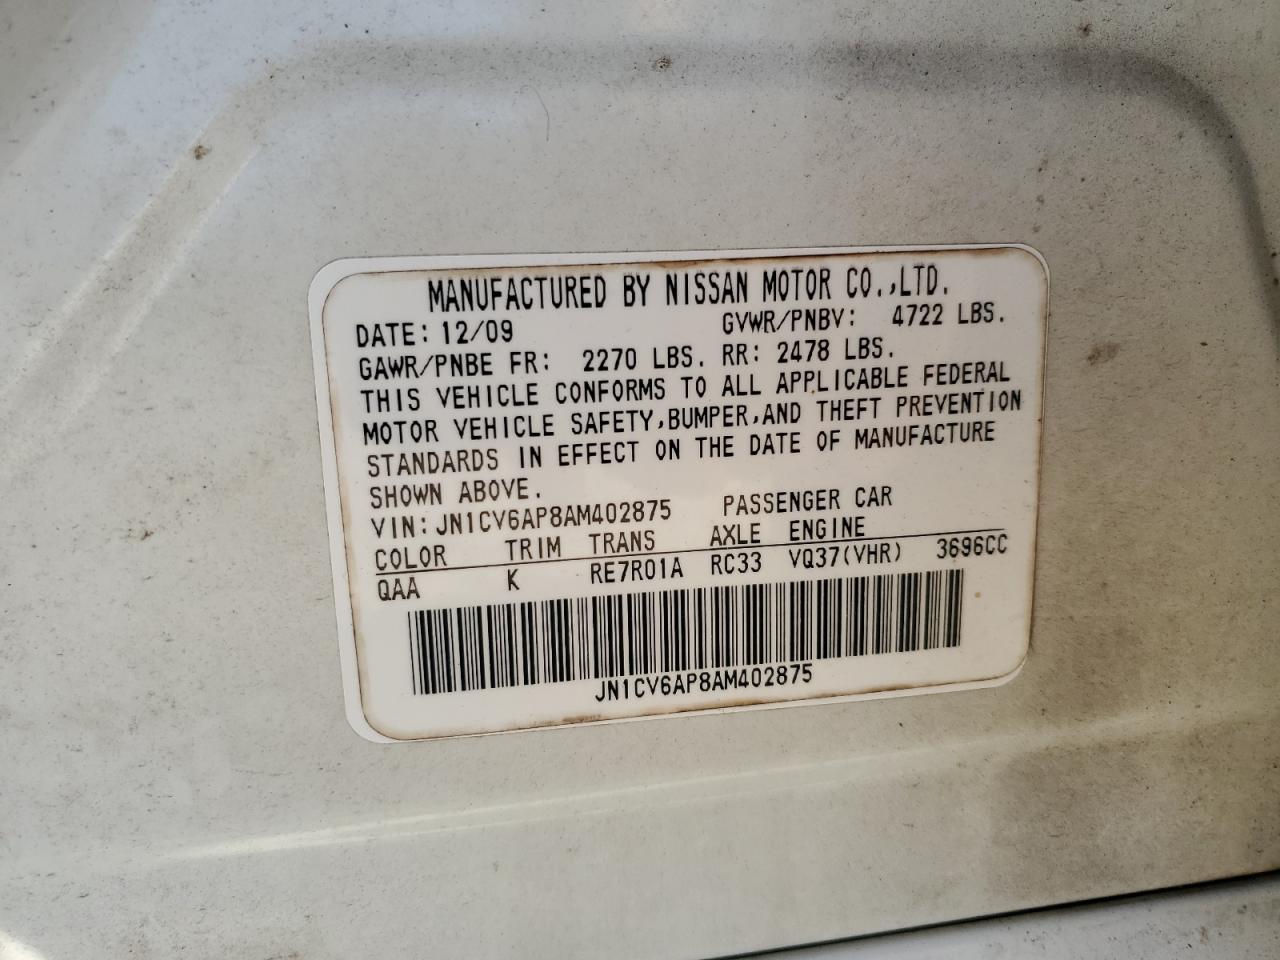 MANUFACTURED BY NISSAN MOTOR CO.,LTD.
DATE: 12/09 GVWR/PNBV: 4722 LBS.
GAWR/PNBE FR: 2270 LBS. RR: 2478 LBS.
THIS VEHICLE CONFORMS TO ALL APPLICABLE FEDERAL
MOTOR VEHICLE SAFETY,BUMPER,AND THEFT PREVENTION
STANDARDS IN EFFECT ON THE DATE OF MANUFACTURE
SHOWN ABOVE.
VIN: JN1CV6AP8AM402875 PASSENGER CAR
COLOR TRIM TRANS AXLE ENGINE
QAA K RE7R01A RC33 VQ37(VHR) 3696CC
JN1CV6AP8AM402875